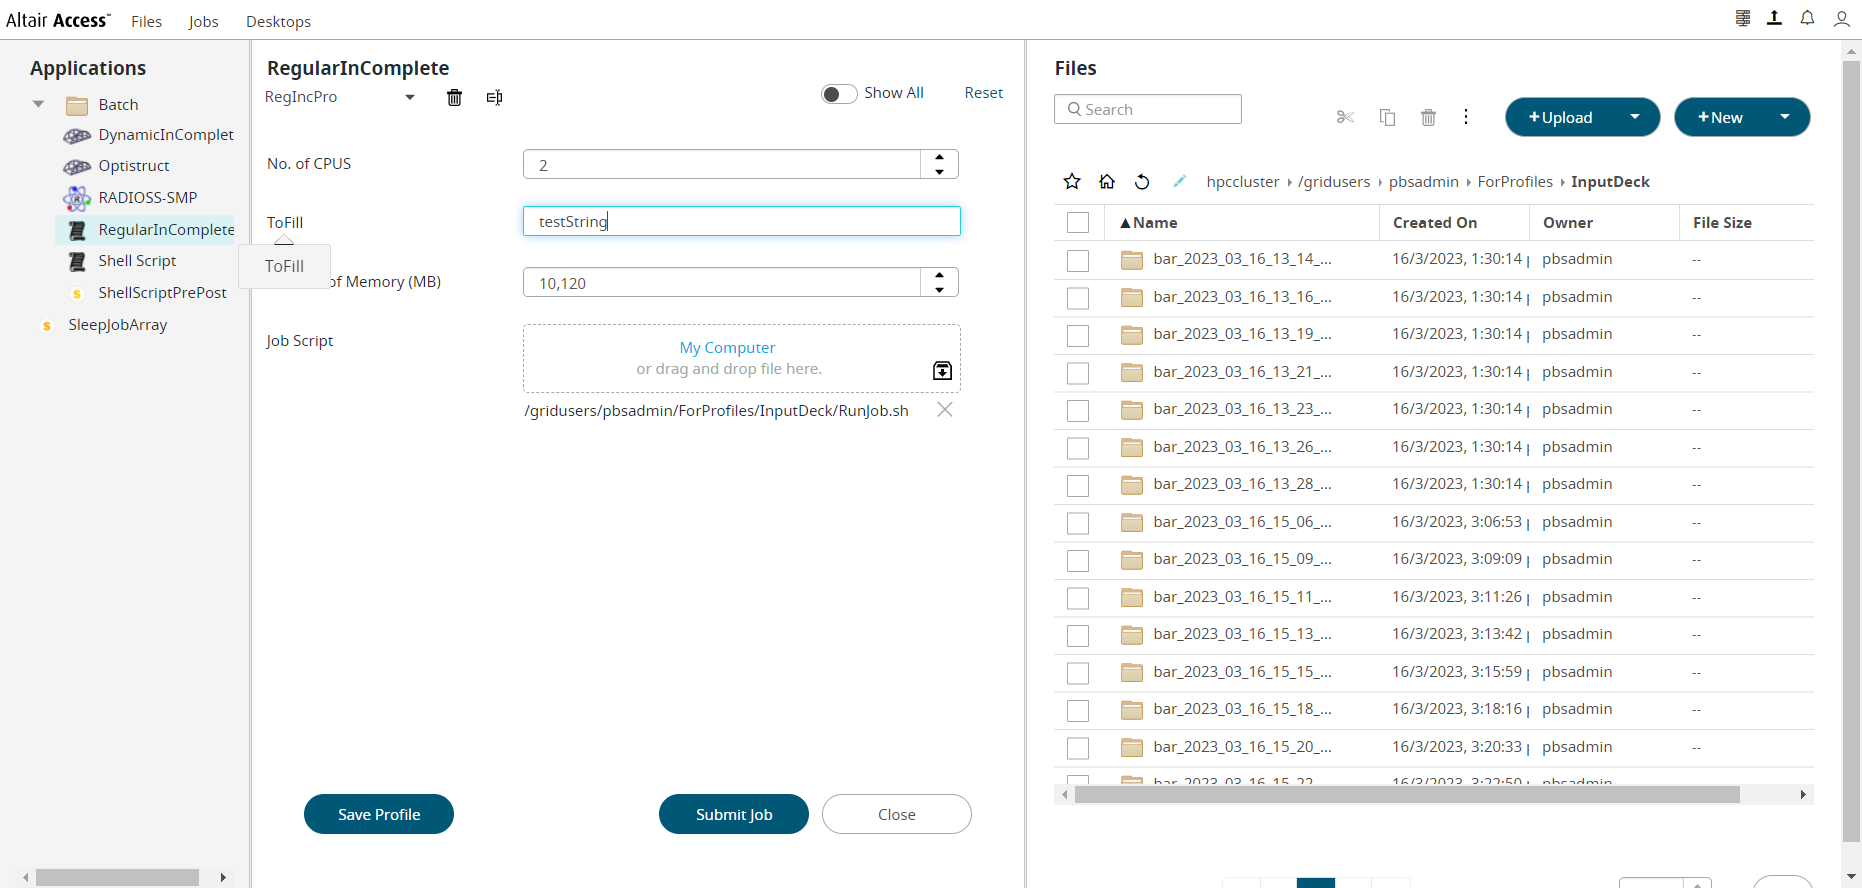 Altair Access™ Files Jobs Desktops
Applications
Batch
DynamicInComplet
Optistruct
RADIOSS-SMP
RegularInComplete
Shell Script
ShellScriptPrePost
SleepJobArray
RegularInComplete
RegIncPro
Show All
Reset
No. of CPUS
2
ToFill
testString
ToFill
of Memory (MB)
10,120
Job Script
My Computer
or drag and drop file here.
/gridusers/pbsadmin/ForProfiles/InputDeck/RunJob.sh
Save Profile
Submit Job
Close
Files
Search
+Upload
+New
hpccluster /gridusers pbsadmin ForProfiles InputDeck
▲Name Created On Owner File Size
bar_2023_03_16_13_14_... 16/3/2023, 1:30:14 pbsadmin --
bar_2023_03_16_13_16_... 16/3/2023, 1:30:14 pbsadmin --
bar_2023_03_16_13_19_... 16/3/2023, 1:30:14 pbsadmin --
bar_2023_03_16_13_21_... 16/3/2023, 1:30:14 pbsadmin --
bar_2023_03_16_13_23_... 16/3/2023, 1:30:14 pbsadmin --
bar_2023_03_16_13_26_... 16/3/2023, 1:30:14 pbsadmin --
bar_2023_03_16_13_28_... 16/3/2023, 1:30:14 pbsadmin --
bar_2023_03_16_15_06_... 16/3/2023, 3:06:53 pbsadmin --
bar_2023_03_16_15_09_... 16/3/2023, 3:09:09 pbsadmin --
bar_2023_03_16_15_11_... 16/3/2023, 3:11:26 pbsadmin --
bar_2023_03_16_15_13_... 16/3/2023, 3:13:42 pbsadmin --
bar_2023_03_16_15_15_... 16/3/2023, 3:15:59 pbsadmin --
bar_2023_03_16_15_18_... 16/3/2023, 3:18:16 pbsadmin --
bar_2023_03_16_15_20_... 16/3/2023, 3:20:33 pbsadmin --
bar_2023_03_16_15_22_ 16/3/2023, 3:22:50 pbsadmin